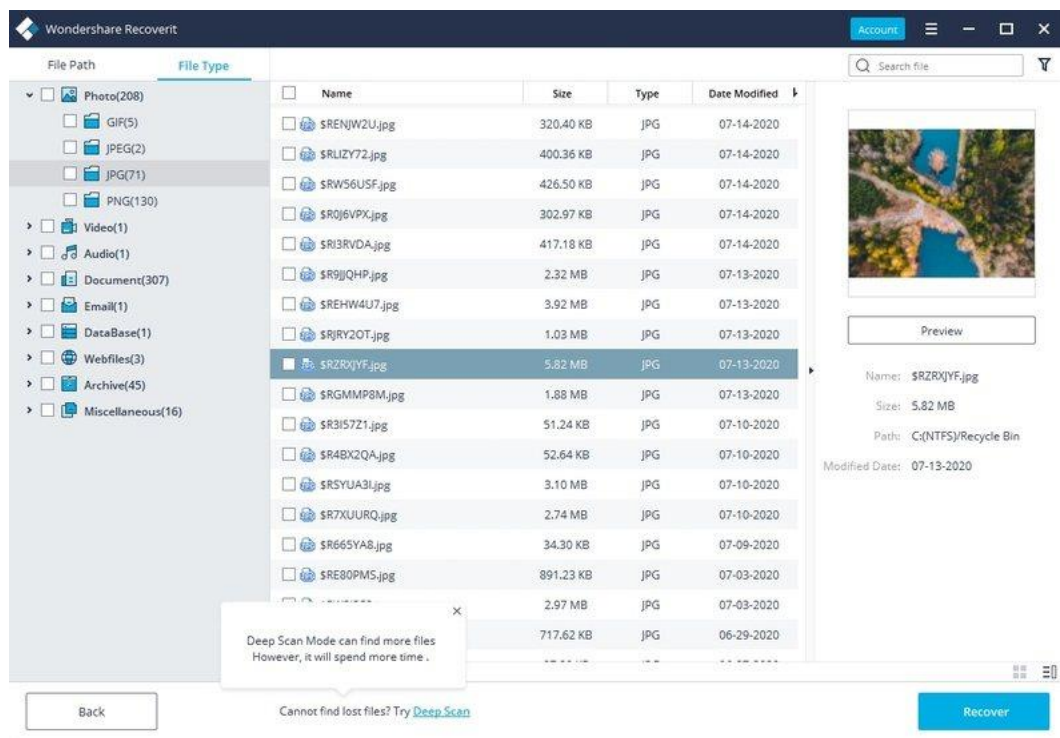 Wondershare Recoverit
Account
File Path
File Type
Search file
Photo(208)
GIF(5)
JPEG(2)
JPG(71)
PNG(130)
Video(1)
Audio(1)
Document(307)
Email(1)
DataBase(1)
Webfiles(3)
Archive(45)
Miscellaneous(16)
Name Size Type Date Modified
$RENJW2U.jpg 320.40 KB JPG 07-14-2020
$RLIZY72.jpg 400.36 KB JPG 07-14-2020
$RW56USF.jpg 426.50 KB JPG 07-14-2020
$R0J6VPX.jpg 302.97 KB JPG 07-14-2020
$RI3RVDA.jpg 417.18 KB JPG 07-14-2020
$R9JJQHP.jpg 2.32 MB JPG 07-13-2020
$REHW4U7.jpg 3.92 MB JPG 07-13-2020
$RJRY2OT.jpg 1.03 MB JPG 07-13-2020
$RZRXJYF.jpg 5.82 MB JPG 07-13-2020
$RGMMP8M.jpg 1.88 MB JPG 07-13-2020
$R3I57Z1.jpg 51.24 KB JPG 07-10-2020
$R4BX2QA.jpg 52.64 KB JPG 07-10-2020
$RSYUA3I.jpg 3.10 MB JPG 07-10-2020
$R7XUURQ.jpg 2.74 MB JPG 07-10-2020
$R665YA8.jpg 34.30 KB JPG 07-09-2020
$RE80PMS.jpg 891.23 KB JPG 07-03-2020
2.97 MB JPG 07-03-2020
717.62 KB JPG 06-29-2020
Preview
Name: $RZRXJYF.jpg
Size: 5.82 MB
Path: C:(NTFS)/Recycle Bin
Modified Date: 07-13-2020
Deep Scan Mode can find more files
However, it will spend more time .
Back
Cannot find lost files? Try Deep Scan
Recover